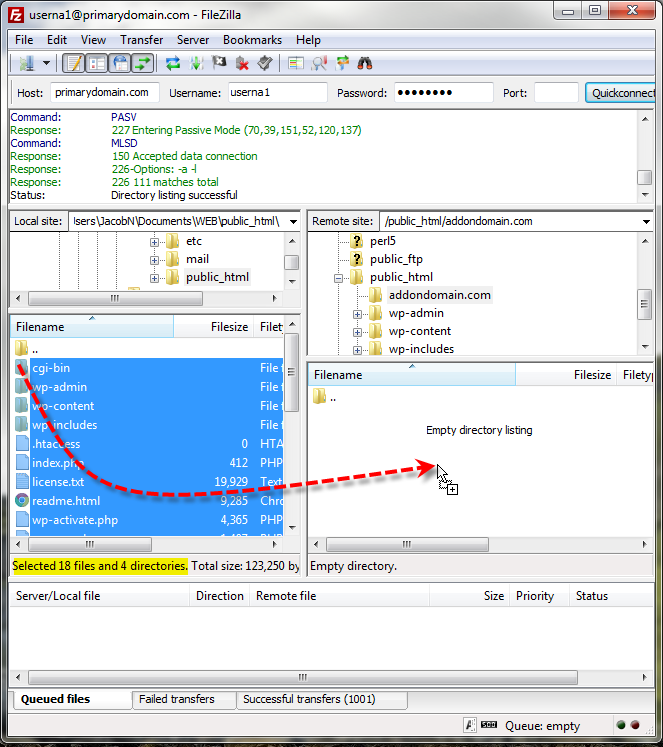 userna1@primarydomain.com - FileZilla
File Edit View Transfer Server Bookmarks Help
Host: primarydomain.com Username: userna1 Password: ●●●●●●●● Port: Quickconnect
Command: PASV
Response: 227 Entering Passive Mode (70,39,151,52,120,137)
Command: MLSD
Response: 150 Accepted data connection
Response: 226-Options: -a -l
Response: 226 111 matches total
Status: Directory listing successful
Local site: Isers\JacobN\Documents\WEB\public_html\
etc
mail
public_html
Remote site: /public_html/addondomain.com
perl5
public_ftp
public_html
addondomain.com
wp-admin
wp-content
wp-includes
Filename Filesize Filety
..
cgi-bin File f
wp-admin File f
wp-content File f
wp-includes File f
.htaccess 0 HTA
index.php 412 PHP
license.txt 19,929 Text
readme.html 9,285 Chro
wp-activate.php 4,365 PHP
Selected 18 files and 4 directories. Total size: 123,250 by
Filename Filesize Filetyp
..
Empty directory listing
Empty directory.
Server/Local file Direction Remote file Size Priority Status
Queued files Failed transfers Successful transfers (1001)
Queue: empty